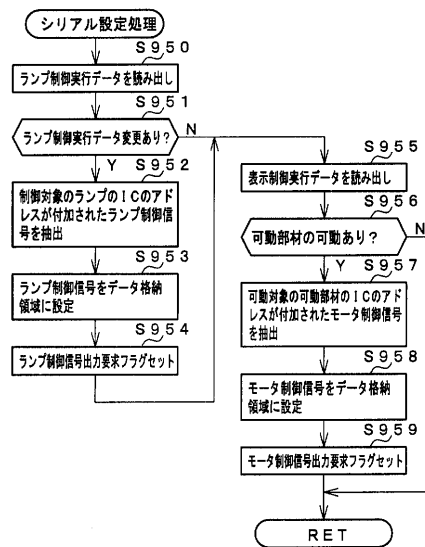 シリアル設定処理
S950
ランプ制御実行データを読み出し
S951
ランプ制御実行データ変更あり？
N
Y
S952
制御対象のランプのICのアド
レスが付加されたランプ制御信
号を抽出
S953
ランプ制御信号をデータ格納
領域に設定
S954
ランプ制御信号出力要求フラグセット
S955
表示制御実行データを読み出し
S956
可動部材の可動あり？
N
Y
S957
可動対象の可動部材のICのアド
レスが付加されたモータ制御信号
を抽出
S958
モータ制御信号をデータ格納
領域に設定
S959
モータ制御信号出力要求フラグセット
RET